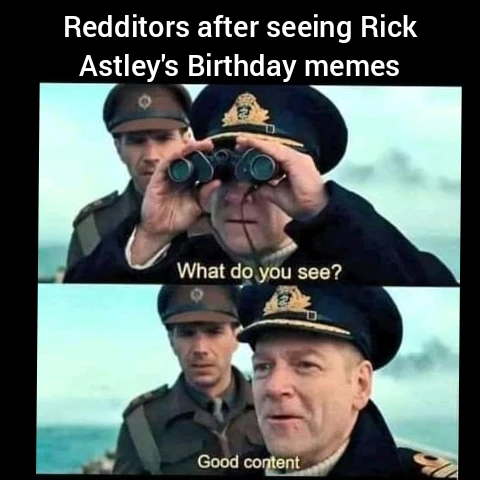 Redditors after seeing Rick
Astley's Birthday memes
What do you see?
Good content